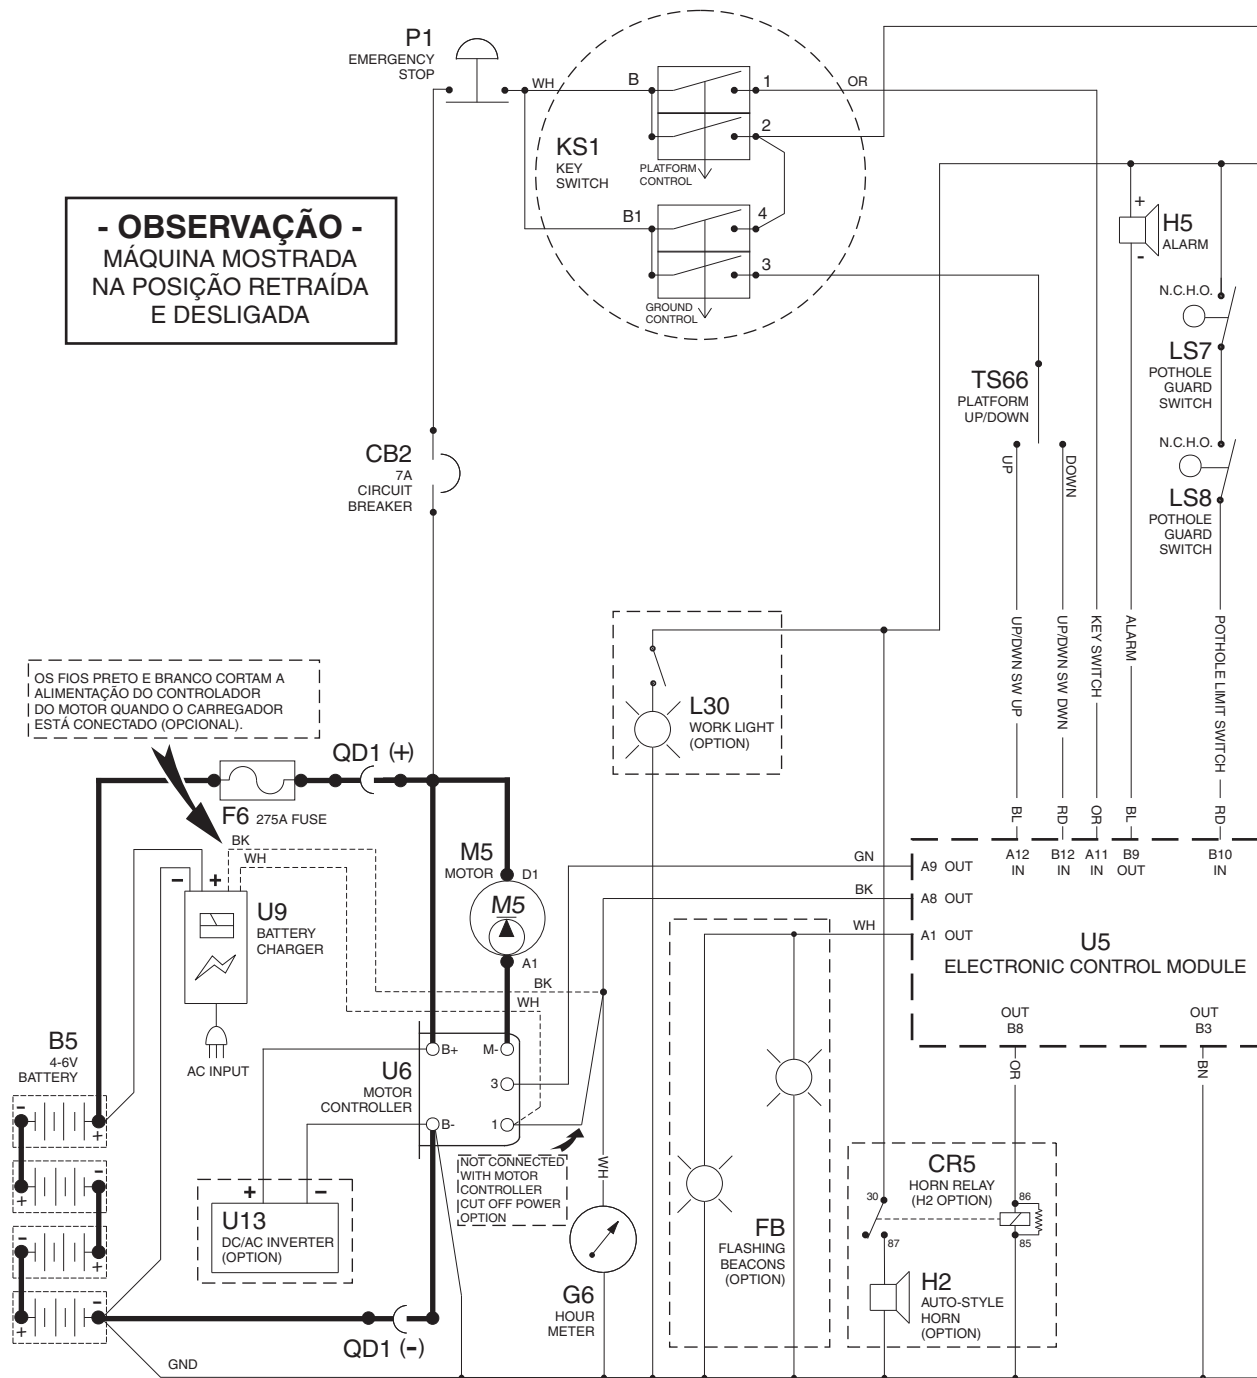 P1
EMERGENCY
STOP
WH
B
1
OR
2
KS1
KEY
SWITCH
PLATFORM
CONTROL
B1
4
3
GROUND
CONTROL
- OBSERVAÇÃO -
MÁQUINA MOSTRADA
NA POSIÇÃO RETRAÍDA
E DESLIGADA
+
H5
ALARM
-
N.C.H.O.
LS7
POTHOLE
GUARD
SWITCH
TS66
PLATFORM
UP/DOWN
UP
DOWN
N.C.H.O.
LS8
POTHOLE
GUARD
SWITCH
CB2
7A
CIRCUIT
BREAKER
UP/DWN SW UP
UP/DWN SW DWN
KEY SWITCH
ALARM
POTHOLE LIMIT SWITCH
BL
RD
OR
BL
RD
OS FIOS PRETO E BRANCO CORTAM A
ALIMENTAÇÃO DO CONTROLADOR
DO MOTOR QUANDO O CARREGADOR
ESTÁ CONECTADO (OPCIONAL).
L30
WORK LIGHT
(OPTION)
QD1 (+)
F6 275A FUSE
BK
WH
- +
U9
BATTERY
CHARGER
AC INPUT
M5
MOTOR
D1
M5
A1
BK
WH
GN
BK
WH
A12
IN
B12
IN
A11
IN
B9
OUT
B10
IN
A9 OUT
A8 OUT
A1 OUT
U5
ELECTRONIC CONTROL MODULE
OUT
B8
OUT
B3
OR
BN
B5
4-6V
BATTERY
-
+
-
+
-
+
-
+
U6
MOTOR
CONTROLLER
B+
M-
3
B-
1
NOT CONNECTED
WITH MOTOR
CONTROLLER
CUT OFF POWER
OPTION
+ -
U13
DC/AC INVERTER
(OPTION)
WH
G6
HOUR
METER
FB
FLASHING
BEACONS
(OPTION)
CR5
HORN RELAY
(H2 OPTION)
30
87
86
85
H2
AUTO-STYLE
HORN
(OPTION)
QD1 (-)
GND